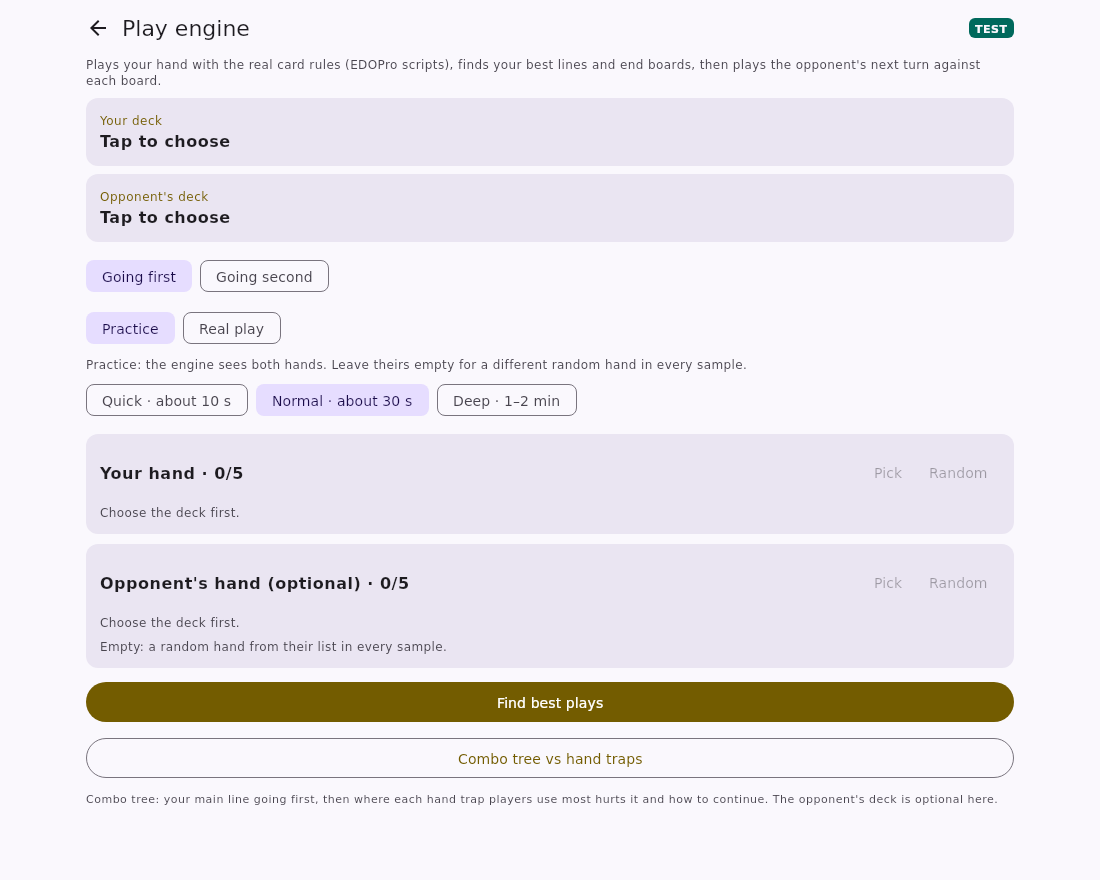 Play engine
TEST
Plays your hand with the real card rules (EDOPro scripts), finds your best lines and end boards, then plays the opponent's next turn against
each board.
Your deck
Tap to choose
Opponent's deck
Tap to choose
Going first
Going second
Practice
Real play
Practice: the engine sees both hands. Leave theirs empty for a different random hand in every sample.
Quick · about 10 s
Normal · about 30 s
Deep · 1–2 min
Your hand · 0/5
Pick
Random
Choose the deck first.
Opponent's hand (optional) · 0/5
Pick
Random
Choose the deck first.
Empty: a random hand from their list in every sample.
Find best plays
Combo tree vs hand traps
Combo tree: your main line going first, then where each hand trap players use most hurts it and how to continue. The opponent's deck is optional here.